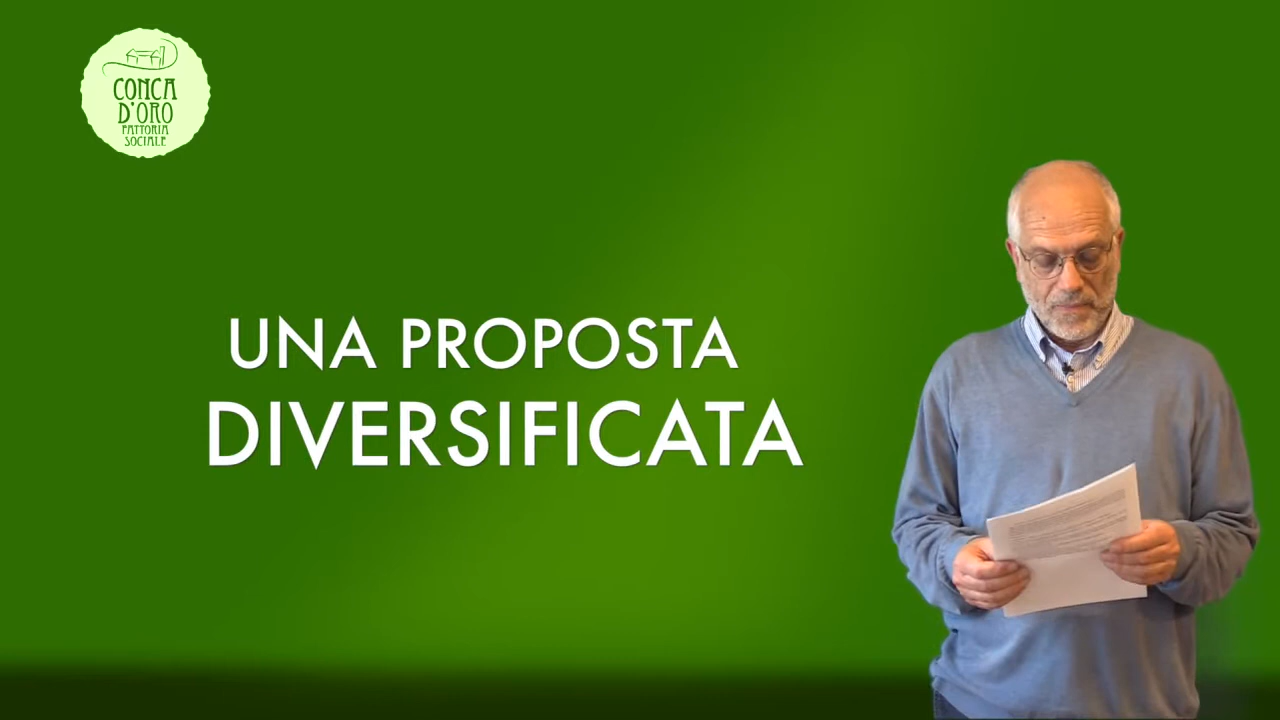 CONCA
D'ORO
FATTORIA
SOCIALE
UNA PROPOSTA
DIVERSIFICATA